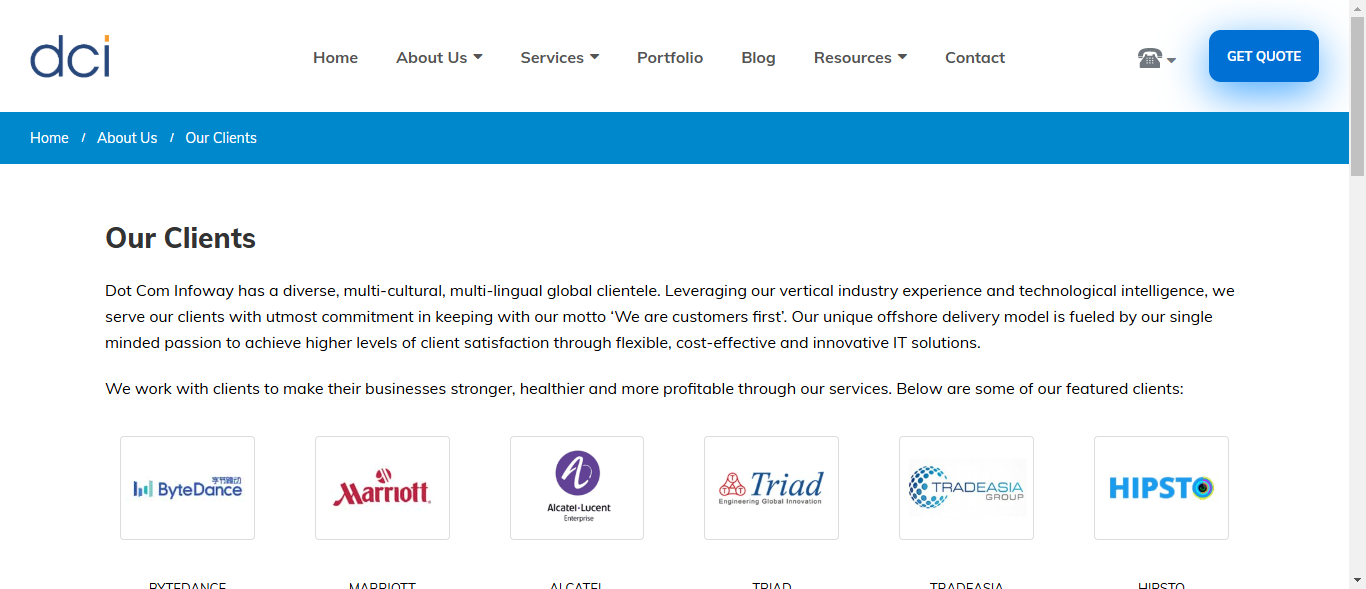 dci
Home About Us Services Portfolio Blog Resources Contact
GET QUOTE
Home / About Us / Our Clients
Our Clients
Dot Com Infoway has a diverse, multi-cultural, multi-lingual global clientele. Leveraging our vertical industry experience and technological intelligence, we
serve our clients with utmost commitment in keeping with our motto ‘We are customers first’. Our unique offshore delivery model is fueled by our single
minded passion to achieve higher levels of client satisfaction through flexible, cost-effective and innovative IT solutions.
We work with clients to make their businesses stronger, healthier and more profitable through our services. Below are some of our featured clients:
字节跳动
ByteDance
Marriott
Alcatel-Lucent
Enterprise
T
T T
Triad
Engineering Global Innovation
TRADEASIA
GROUP
HIPSTO
BYTEDANCE MARRIOTT ALCATEL TRIAD TRADEASIA HIPSTO